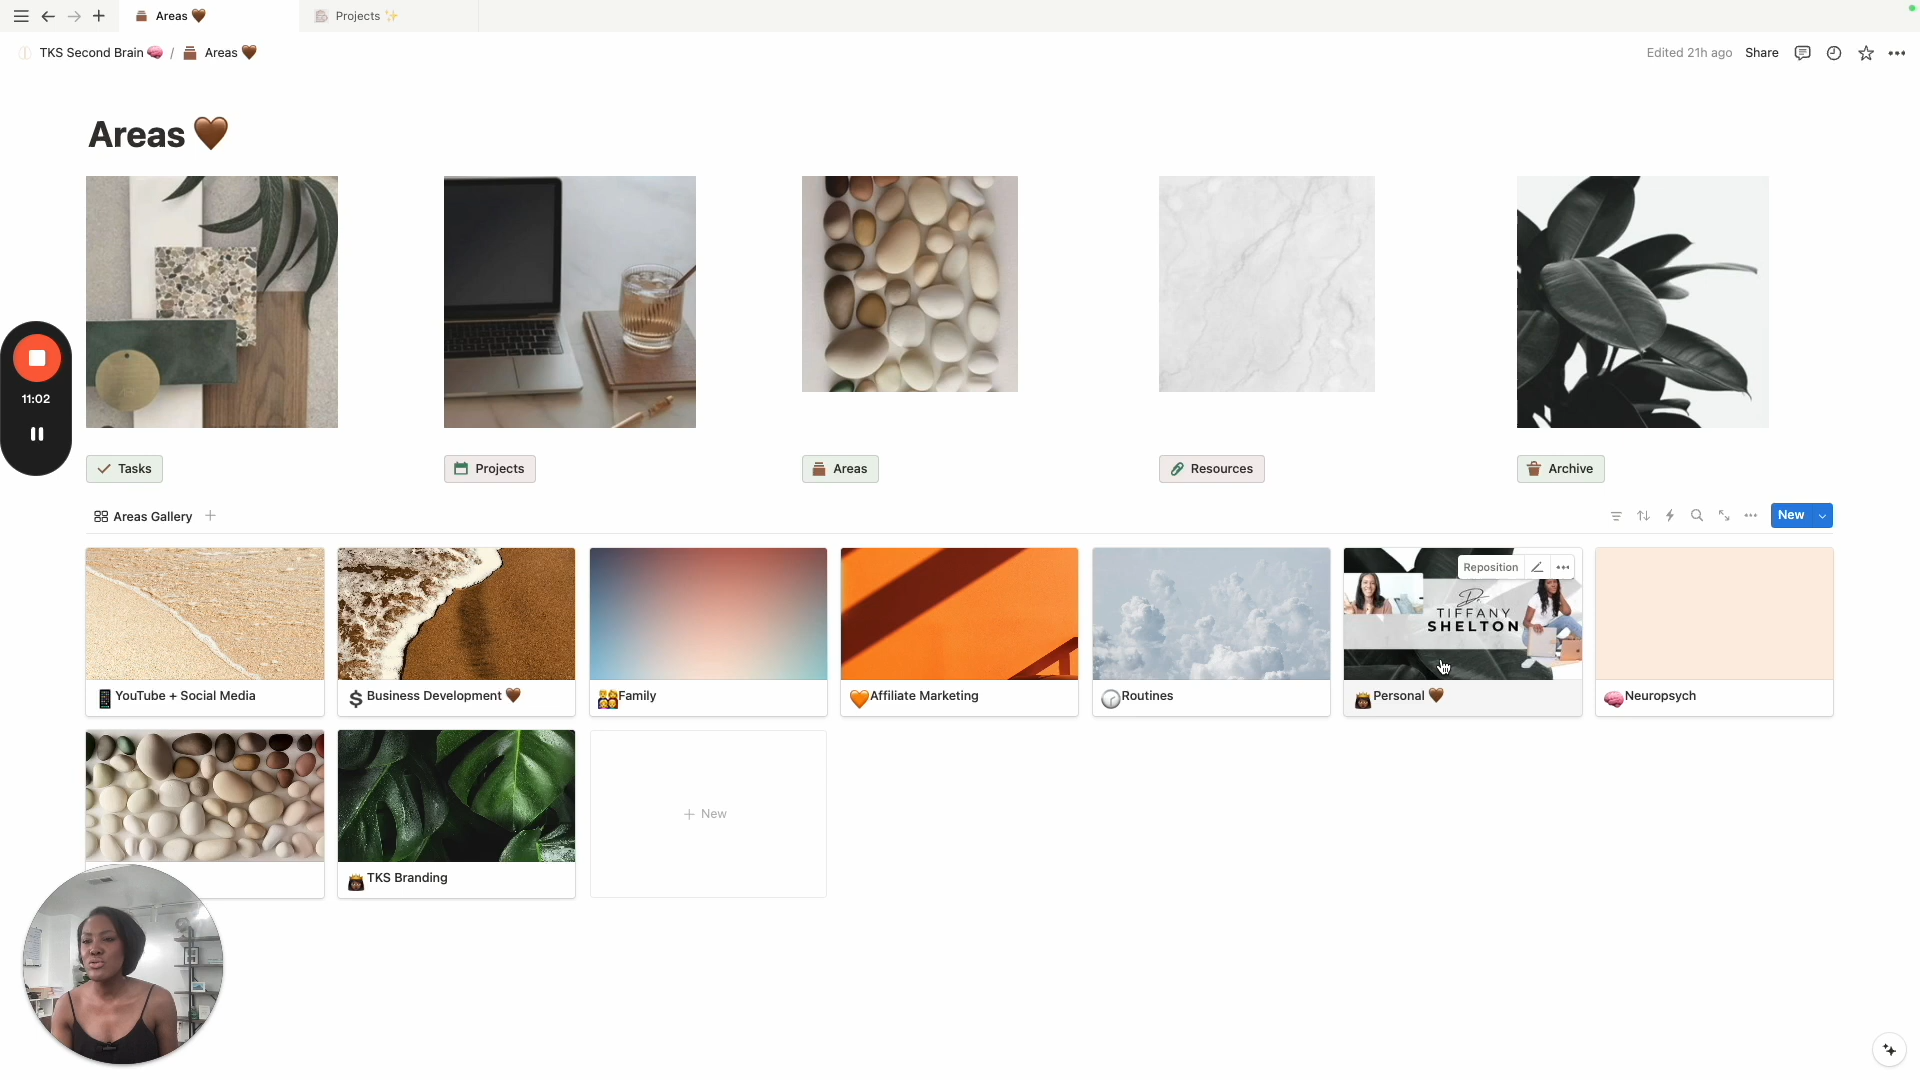 Areas 🤎
Projects ✨
TKS Second Brain 🧠 / Areas 🤎
Edited 21h ago
Share
Areas 🤎
11:02
Tasks
Projects
Areas
Resources
Archive
Areas Gallery
New
Reposition
Dr.
TIFFANY
SHELTON
YouTube + Social Media
Business Development 🤎
Family
Affiliate Marketing
Routines
Personal 🤎
Neuropsych
TKS Branding
+ New